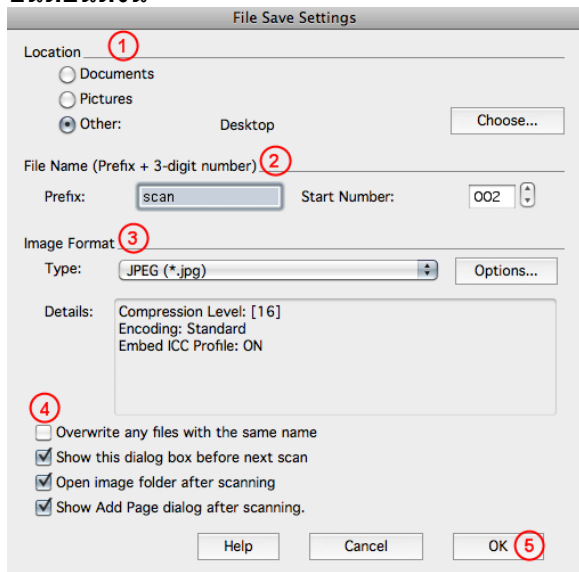 File Save Settings
Location 1
Documents
Pictures
Other: Desktop Choose...
File Name (Prefix + 3-digit number) 2
Prefix: scan Start Number: 002
Image Format 3
Type: JPEG (*.jpg) Options...
Details: Compression Level: [16]
Encoding: Standard
Embed ICC Profile: ON
4
Overwrite any files with the same name
Show this dialog box before next scan
Open image folder after scanning
Show Add Page dialog after scanning.
Help Cancel OK 5